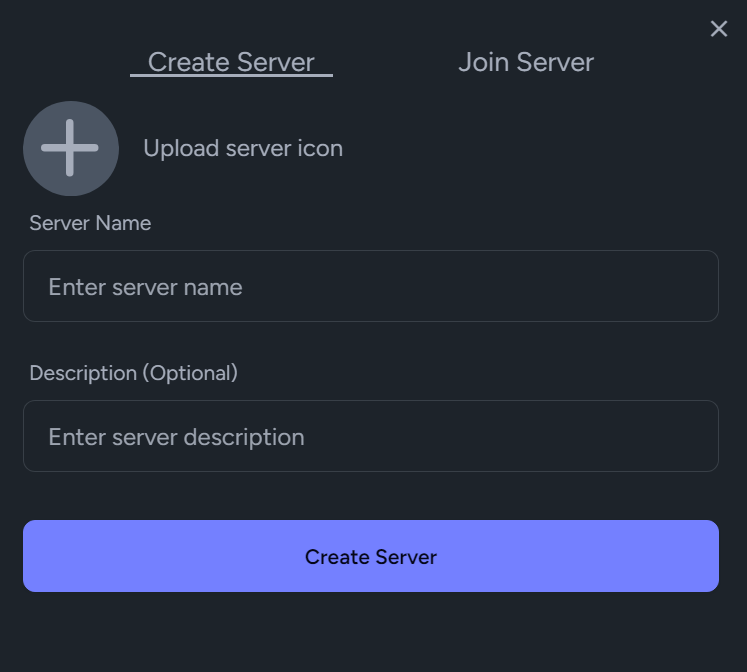 Create Server
Join Server
Upload server icon
Server Name
Enter server name
Description (Optional)
Enter server description
Create Server